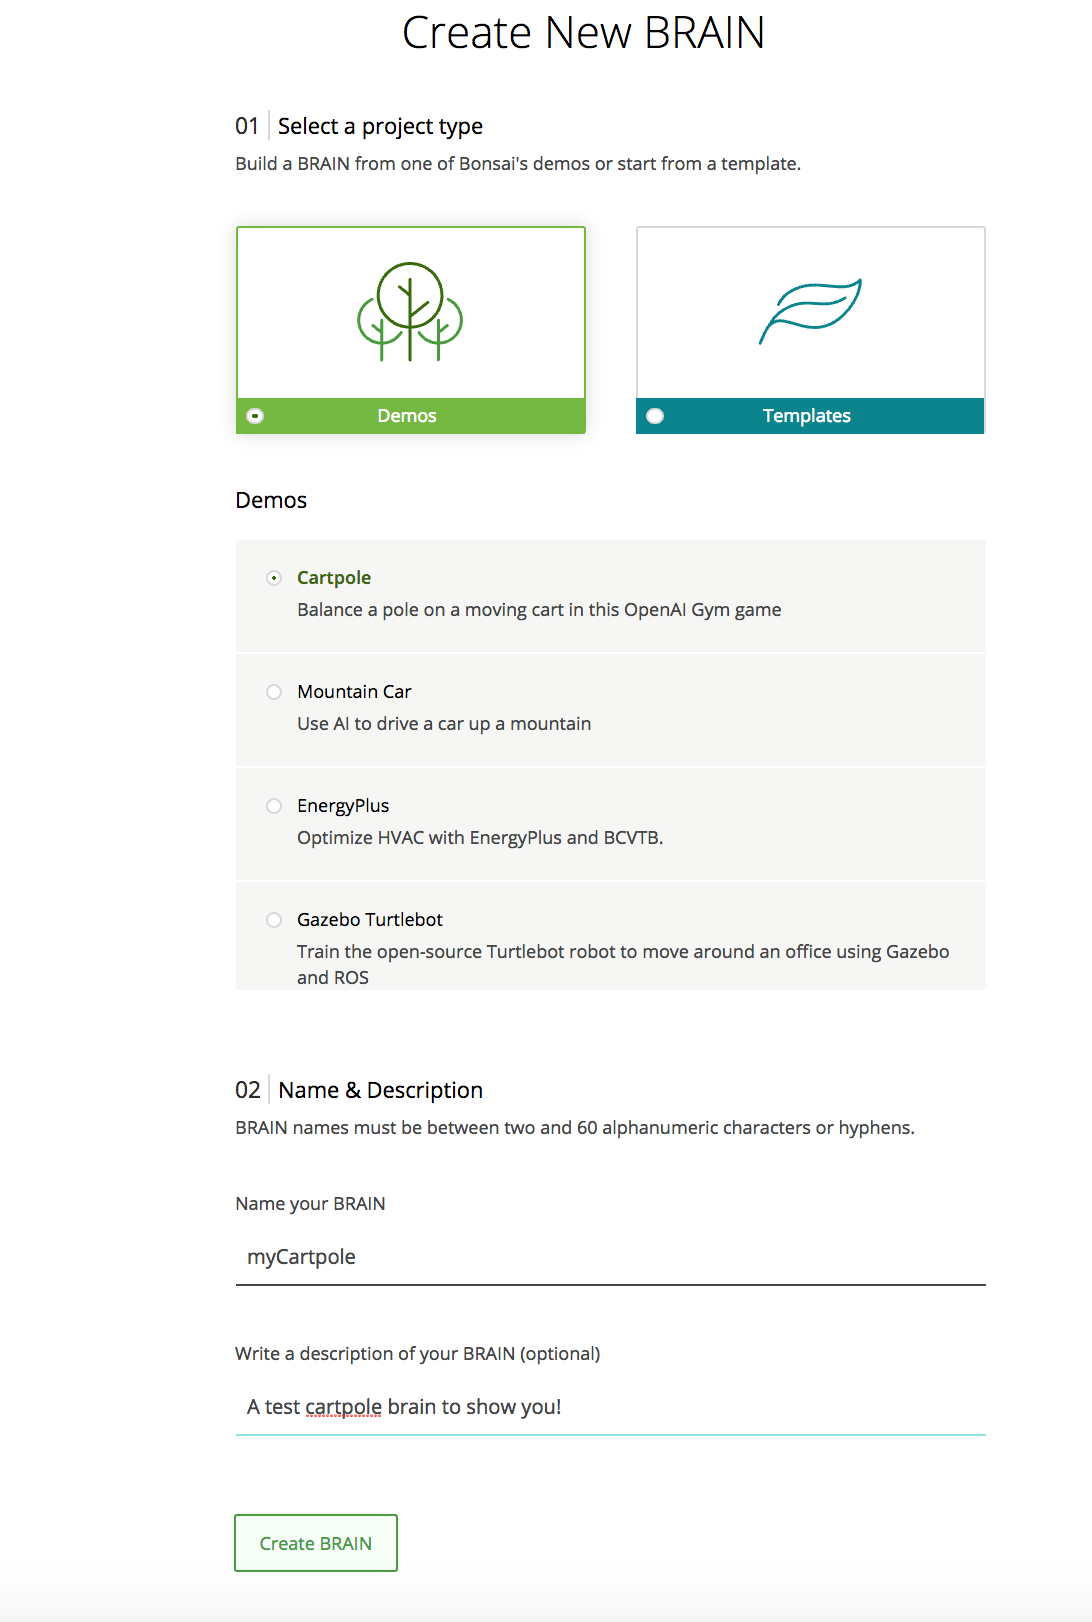 Create New BRAIN
01 Select a project type
Build a BRAIN from one of Bonsai's demos or start from a template.
Demos
Templates
Demos
Cartpole
Balance a pole on a moving cart in this OpenAI Gym game
Mountain Car
Use AI to drive a car up a mountain
EnergyPlus
Optimize HVAC with EnergyPlus and BCVTB.
Gazebo Turtlebot
Train the open-source Turtlebot robot to move around an office using Gazebo
and ROS
02 Name & Description
BRAIN names must be between two and 60 alphanumeric characters or hyphens.
Name your BRAIN
myCartpole
Write a description of your BRAIN (optional)
A test cartpole brain to show you!
Create BRAIN